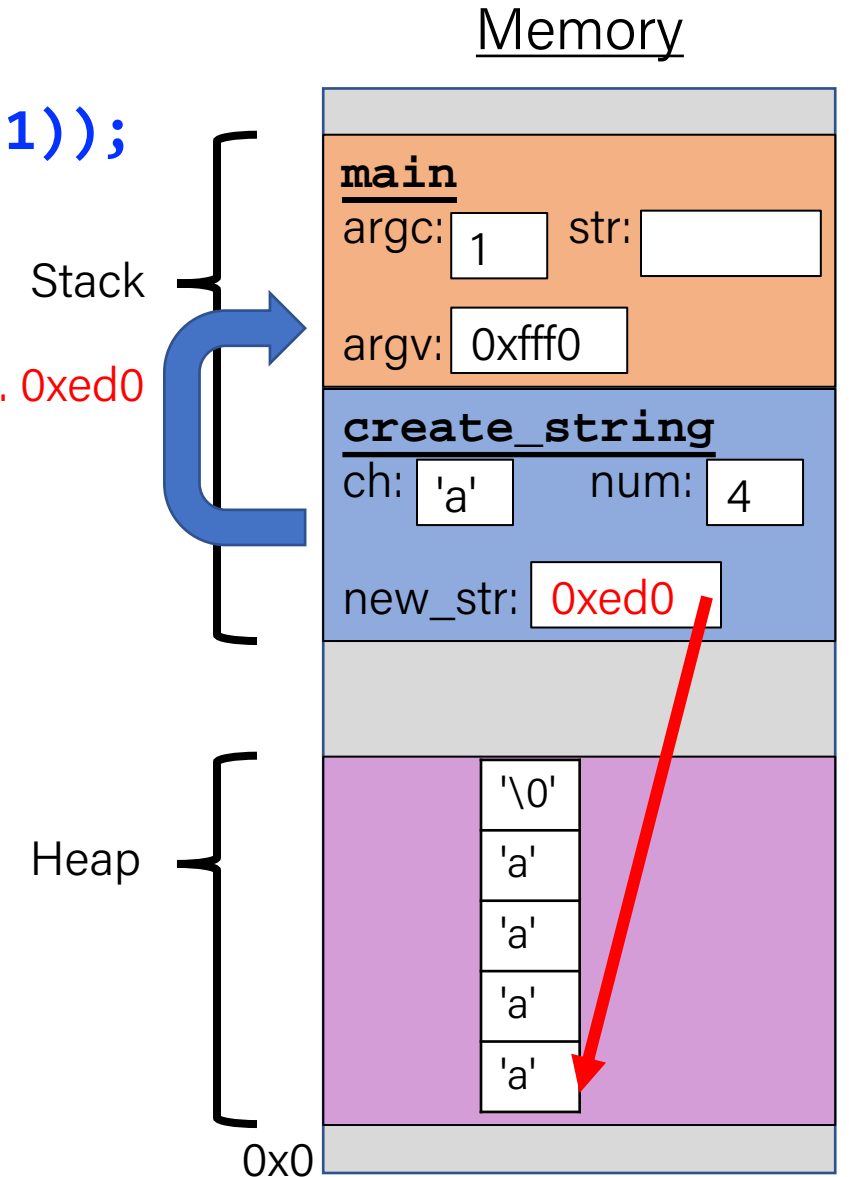 Memory
1));
main
argc: 1 str:
Stack
argv: 0xfff0
. 0xed0
create_string
ch: 'a' num: 4
new_str: 0xed0
'\0'
'a'
Heap
'a'
'a'
'a'
0x0